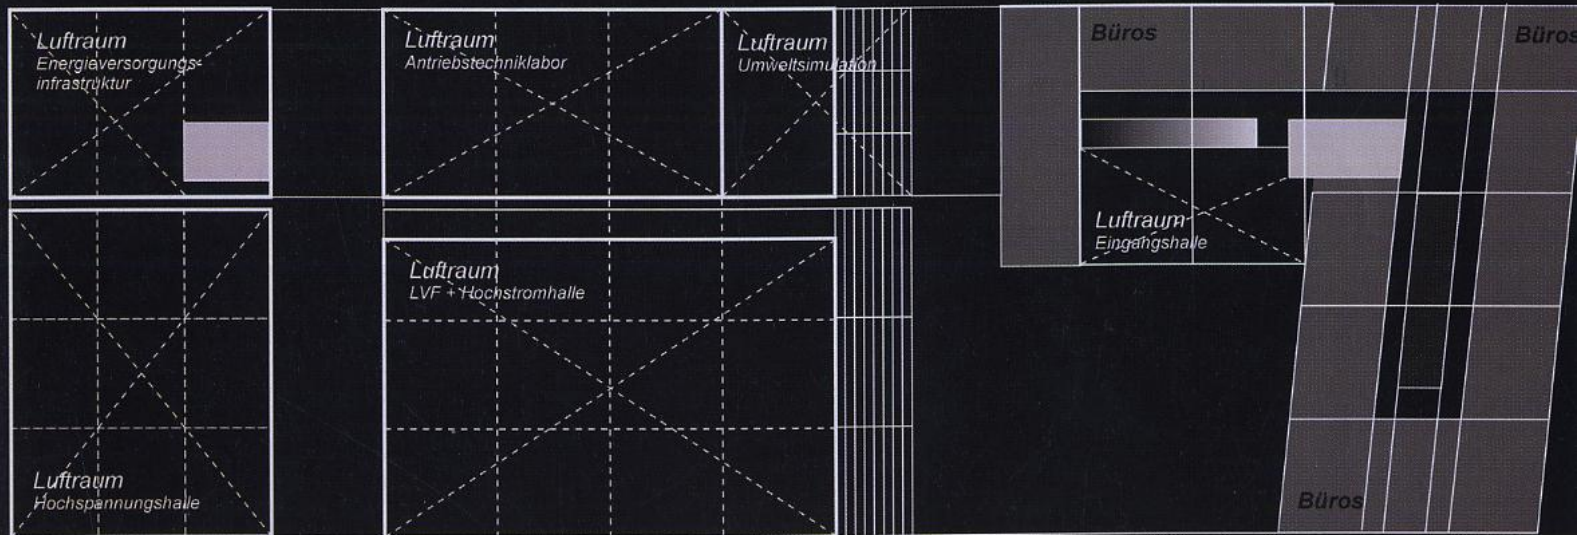 Luftraum
Energieversorgungs-
infrastruktur
Luftraum
Antriebstechniklabor
Luftraum
Umweltsimulation
Büros
Büros
Luftraum
Eingangshalle
Luftraum
LVF + Hochstromhalle
Luftraum
Hochspannungshalle
Büros